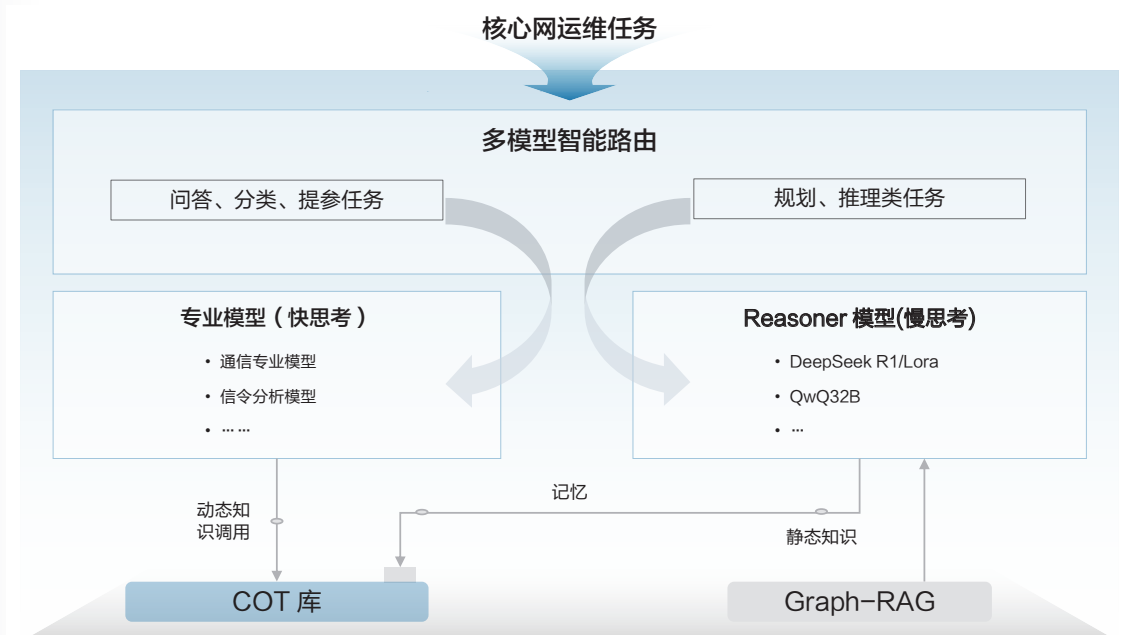 核心网运维任务
多模型智能路由
问答、分类、提参任务
规划、推理类任务
专业模型（快思考）
• 通信专业模型
• 信令分析模型
• ... ...
Reasoner 模型(慢思考)
• DeepSeek R1/Lora
• QwQ32B
• ...
动态知
识调用
记忆
静态知识
COT 库
Graph-RAG